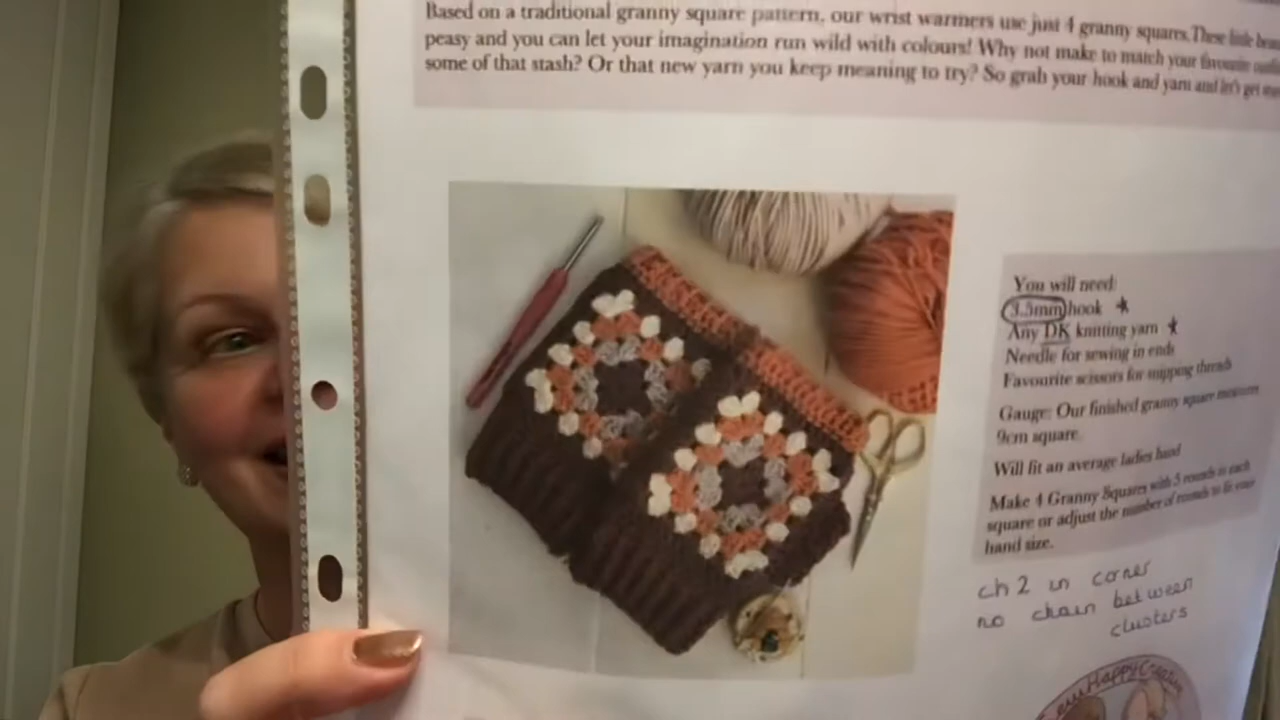 Based on a traditional granny square pattern, our wrist warmers use just 4 granny squares. These little
peasy and you can let your imagination run wild with colours! Why not make to match your favourite
some of that stash? Or that new yarn you keep meaning to try? So grab your hook and yarn and let's get
You will need:
3.5mm hook
Any DK knitting yarn
Needle for sewing in ends
Favourite scissors for snipping threads
Gauge: Our finished granny square measures
9cm square.
Will fit an average ladies hand
Make 4 Granny Squares with 5 rounds in each
square or adjust the number of rounds to fit your
hand size.
ch 2 in corner
no chain between
clusters
Happy